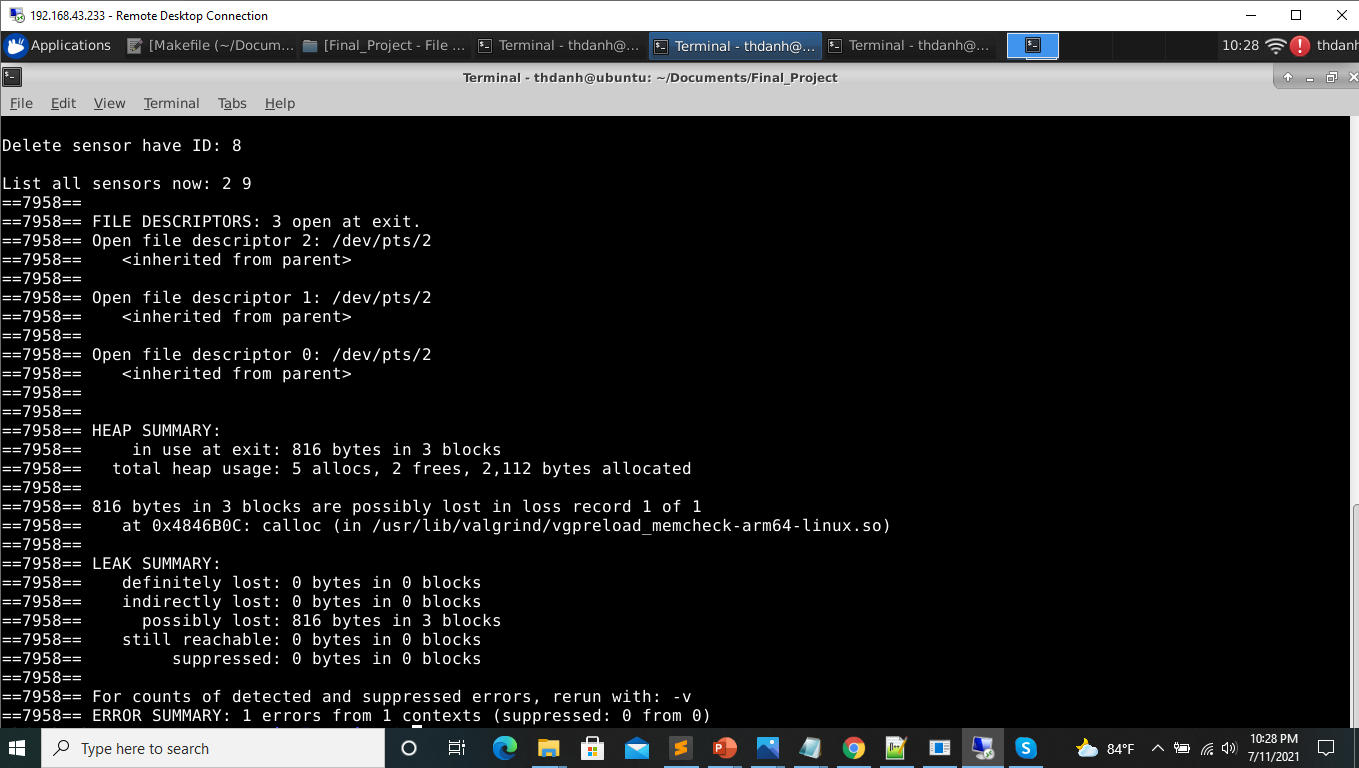 192.168.43.233 - Remote Desktop Connection
Applications [Makefile (~/Docum... [Final_Project - File ... Terminal - thdanh@... Terminal - thdanh@... Terminal - thdanh@... 10:28 thdanh
Terminal - thdanh@ubuntu: ~/Documents/Final_Project
File Edit View Terminal Tabs Help
Delete sensor have ID: 8
List all sensors now: 2 9
==7958==
==7958== FILE DESCRIPTORS: 3 open at exit.
==7958== Open file descriptor 2: /dev/pts/2
==7958==    <inherited from parent>
==7958==
==7958== Open file descriptor 1: /dev/pts/2
==7958==    <inherited from parent>
==7958==
==7958== Open file descriptor 0: /dev/pts/2
==7958==    <inherited from parent>
==7958==
==7958==
==7958== HEAP SUMMARY:
==7958==     in use at exit: 816 bytes in 3 blocks
==7958==   total heap usage: 5 allocs, 2 frees, 2,112 bytes allocated
==7958==
==7958== 816 bytes in 3 blocks are possibly lost in loss record 1 of 1
==7958==    at 0x4846B0C: calloc (in /usr/lib/valgrind/vgpreload_memcheck-arm64-linux.so)
==7958==
==7958== LEAK SUMMARY:
==7958==    definitely lost: 0 bytes in 0 blocks
==7958==    indirectly lost: 0 bytes in 0 blocks
==7958==      possibly lost: 816 bytes in 3 blocks
==7958==    still reachable: 0 bytes in 0 blocks
==7958==         suppressed: 0 bytes in 0 blocks
==7958==
==7958== For counts of detected and suppressed errors, rerun with: -v
==7958== ERROR SUMMARY: 1 errors from 1 contexts (suppressed: 0 from 0)
Type here to search
84°F
10:28 PM
7/11/2021